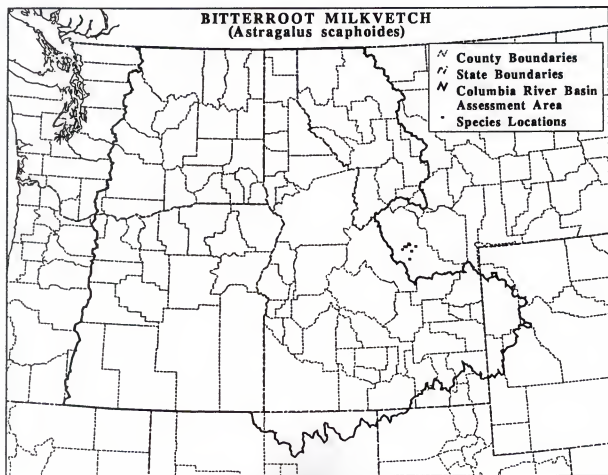 BITTERROOT MILKVETCH
(Astragalus scaphoides)
County Boundaries
State Boundaries
Columbia River Basin
Assessment Area
Species Locations